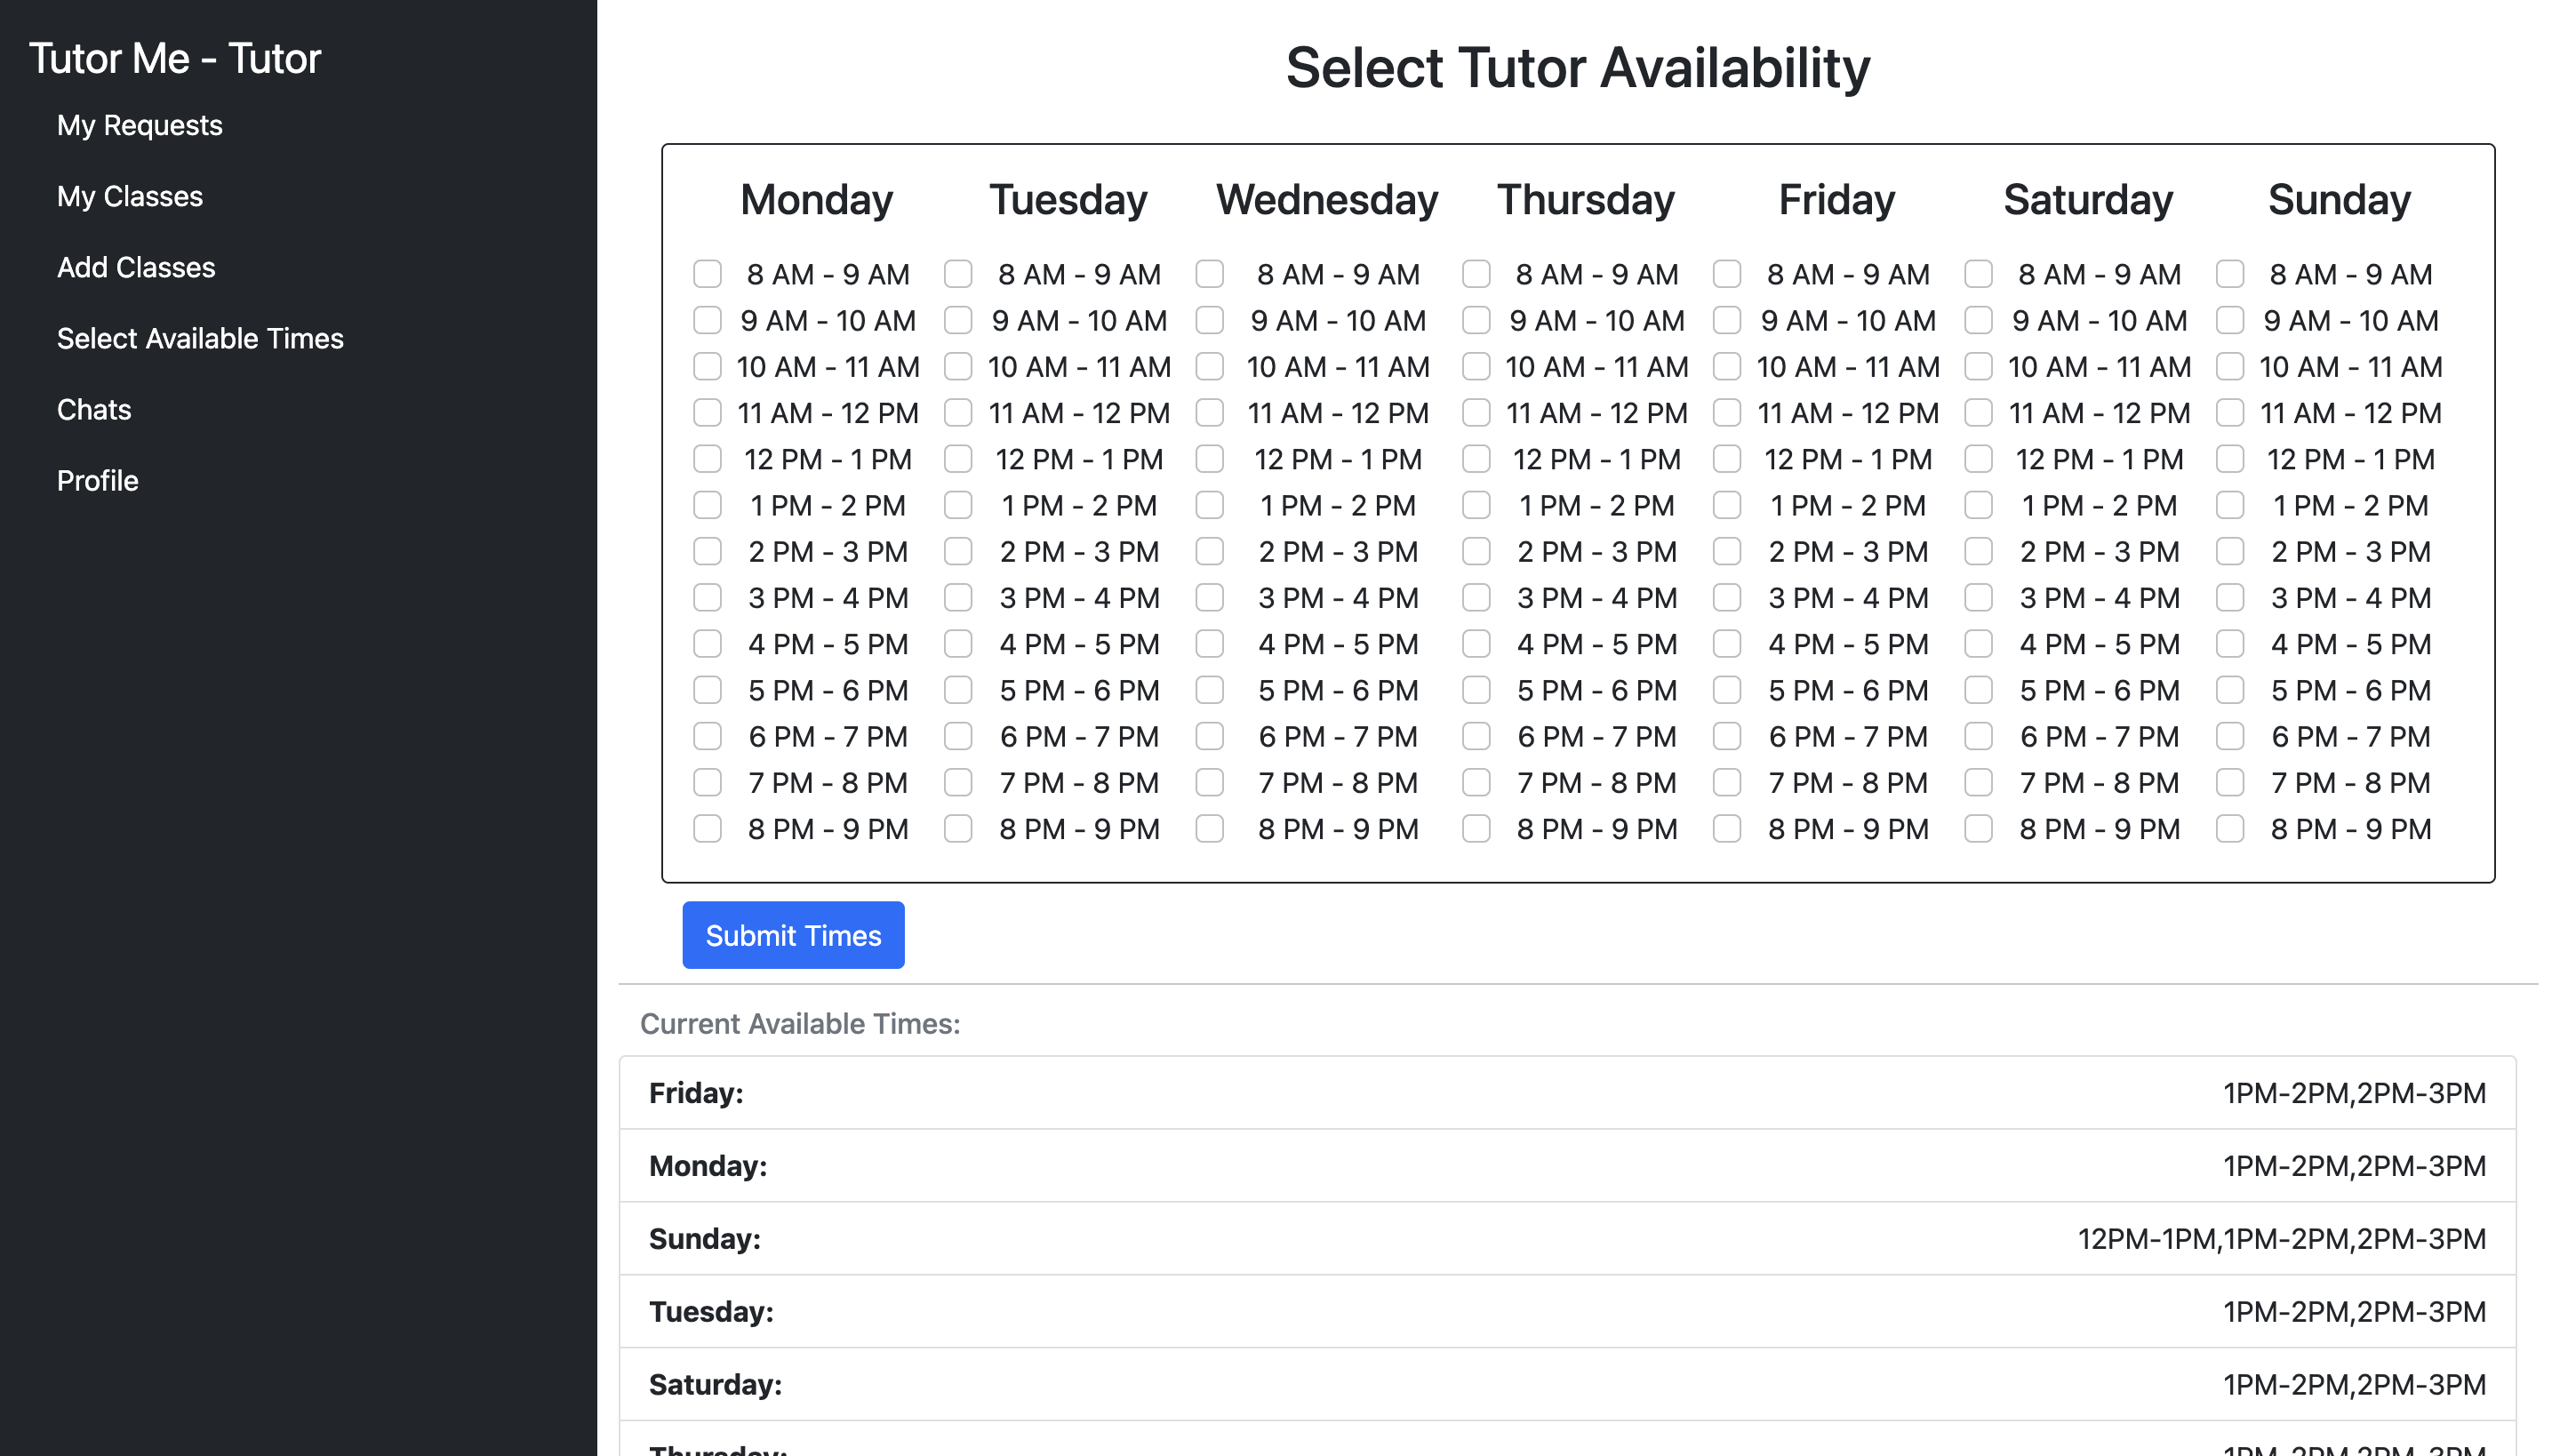 Tutor Me - Tutor
My Requests
My Classes
Add Classes
Select Available Times
Chats
Profile
Select Tutor Availability
Monday Tuesday Wednesday Thursday Friday Saturday Sunday
8 AM - 9 AM 8 AM - 9 AM 8 AM - 9 AM 8 AM - 9 AM 8 AM - 9 AM 8 AM - 9 AM 8 AM - 9 AM
9 AM - 10 AM 9 AM - 10 AM 9 AM - 10 AM 9 AM - 10 AM 9 AM - 10 AM 9 AM - 10 AM 9 AM - 10 AM
10 AM - 11 AM 10 AM - 11 AM 10 AM - 11 AM 10 AM - 11 AM 10 AM - 11 AM 10 AM - 11 AM 10 AM - 11 AM
11 AM - 12 PM 11 AM - 12 PM 11 AM - 12 PM 11 AM - 12 PM 11 AM - 12 PM 11 AM - 12 PM 11 AM - 12 PM
12 PM - 1 PM 12 PM - 1 PM 12 PM - 1 PM 12 PM - 1 PM 12 PM - 1 PM 12 PM - 1 PM 12 PM - 1 PM
1 PM - 2 PM 1 PM - 2 PM 1 PM - 2 PM 1 PM - 2 PM 1 PM - 2 PM 1 PM - 2 PM 1 PM - 2 PM
2 PM - 3 PM 2 PM - 3 PM 2 PM - 3 PM 2 PM - 3 PM 2 PM - 3 PM 2 PM - 3 PM 2 PM - 3 PM
3 PM - 4 PM 3 PM - 4 PM 3 PM - 4 PM 3 PM - 4 PM 3 PM - 4 PM 3 PM - 4 PM 3 PM - 4 PM
4 PM - 5 PM 4 PM - 5 PM 4 PM - 5 PM 4 PM - 5 PM 4 PM - 5 PM 4 PM - 5 PM 4 PM - 5 PM
5 PM - 6 PM 5 PM - 6 PM 5 PM - 6 PM 5 PM - 6 PM 5 PM - 6 PM 5 PM - 6 PM 5 PM - 6 PM
6 PM - 7 PM 6 PM - 7 PM 6 PM - 7 PM 6 PM - 7 PM 6 PM - 7 PM 6 PM - 7 PM 6 PM - 7 PM
7 PM - 8 PM 7 PM - 8 PM 7 PM - 8 PM 7 PM - 8 PM 7 PM - 8 PM 7 PM - 8 PM 7 PM - 8 PM
8 PM - 9 PM 8 PM - 9 PM 8 PM - 9 PM 8 PM - 9 PM 8 PM - 9 PM 8 PM - 9 PM 8 PM - 9 PM
Submit Times
Current Available Times:
Friday: 1PM-2PM,2PM-3PM
Monday: 1PM-2PM,2PM-3PM
Sunday: 12PM-1PM,1PM-2PM,2PM-3PM
Tuesday: 1PM-2PM,2PM-3PM
Saturday: 1PM-2PM,2PM-3PM
Thursday: